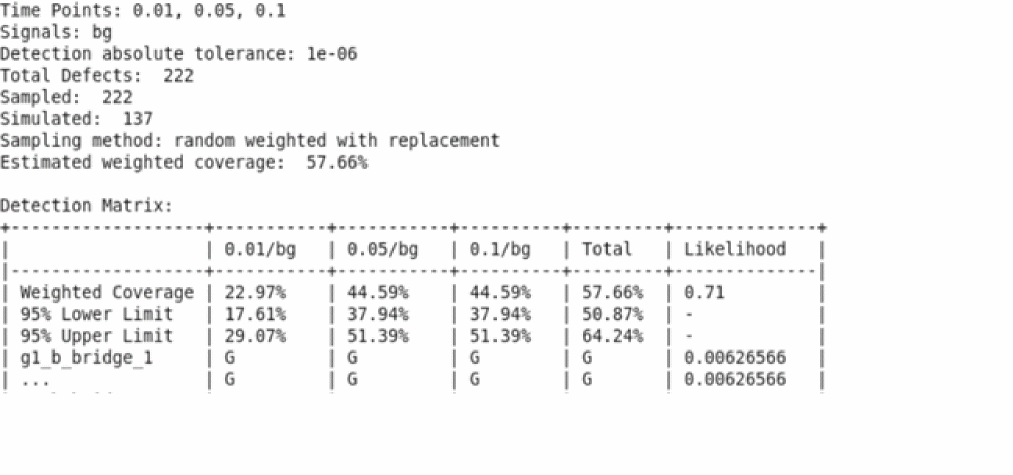 Time Points: 0.01, 0.05, 0.1
Signals: bg
Detection absolute tolerance: 1e-06
Total Defects:  222
Sampled:  222
Simulated:  137
Sampling method: random weighted with replacement
Estimated weighted coverage:  57.66%
Detection Matrix:
| | 0.01/bg | 0.05/bg | 0.1/bg | Total | Likelihood |
| Weighted Coverage | 22.97% | 44.59% | 44.59% | 57.66% | 0.71 |
| 95% Lower Limit | 17.61% | 37.94% | 37.94% | 50.87% | - |
| 95% Upper Limit | 29.07% | 51.39% | 51.39% | 64.24% | - |
| g1_b_bridge_1 | G | G | G | G | 0.00626566 |
| ... | G | G | G | G | 0.00626566 |